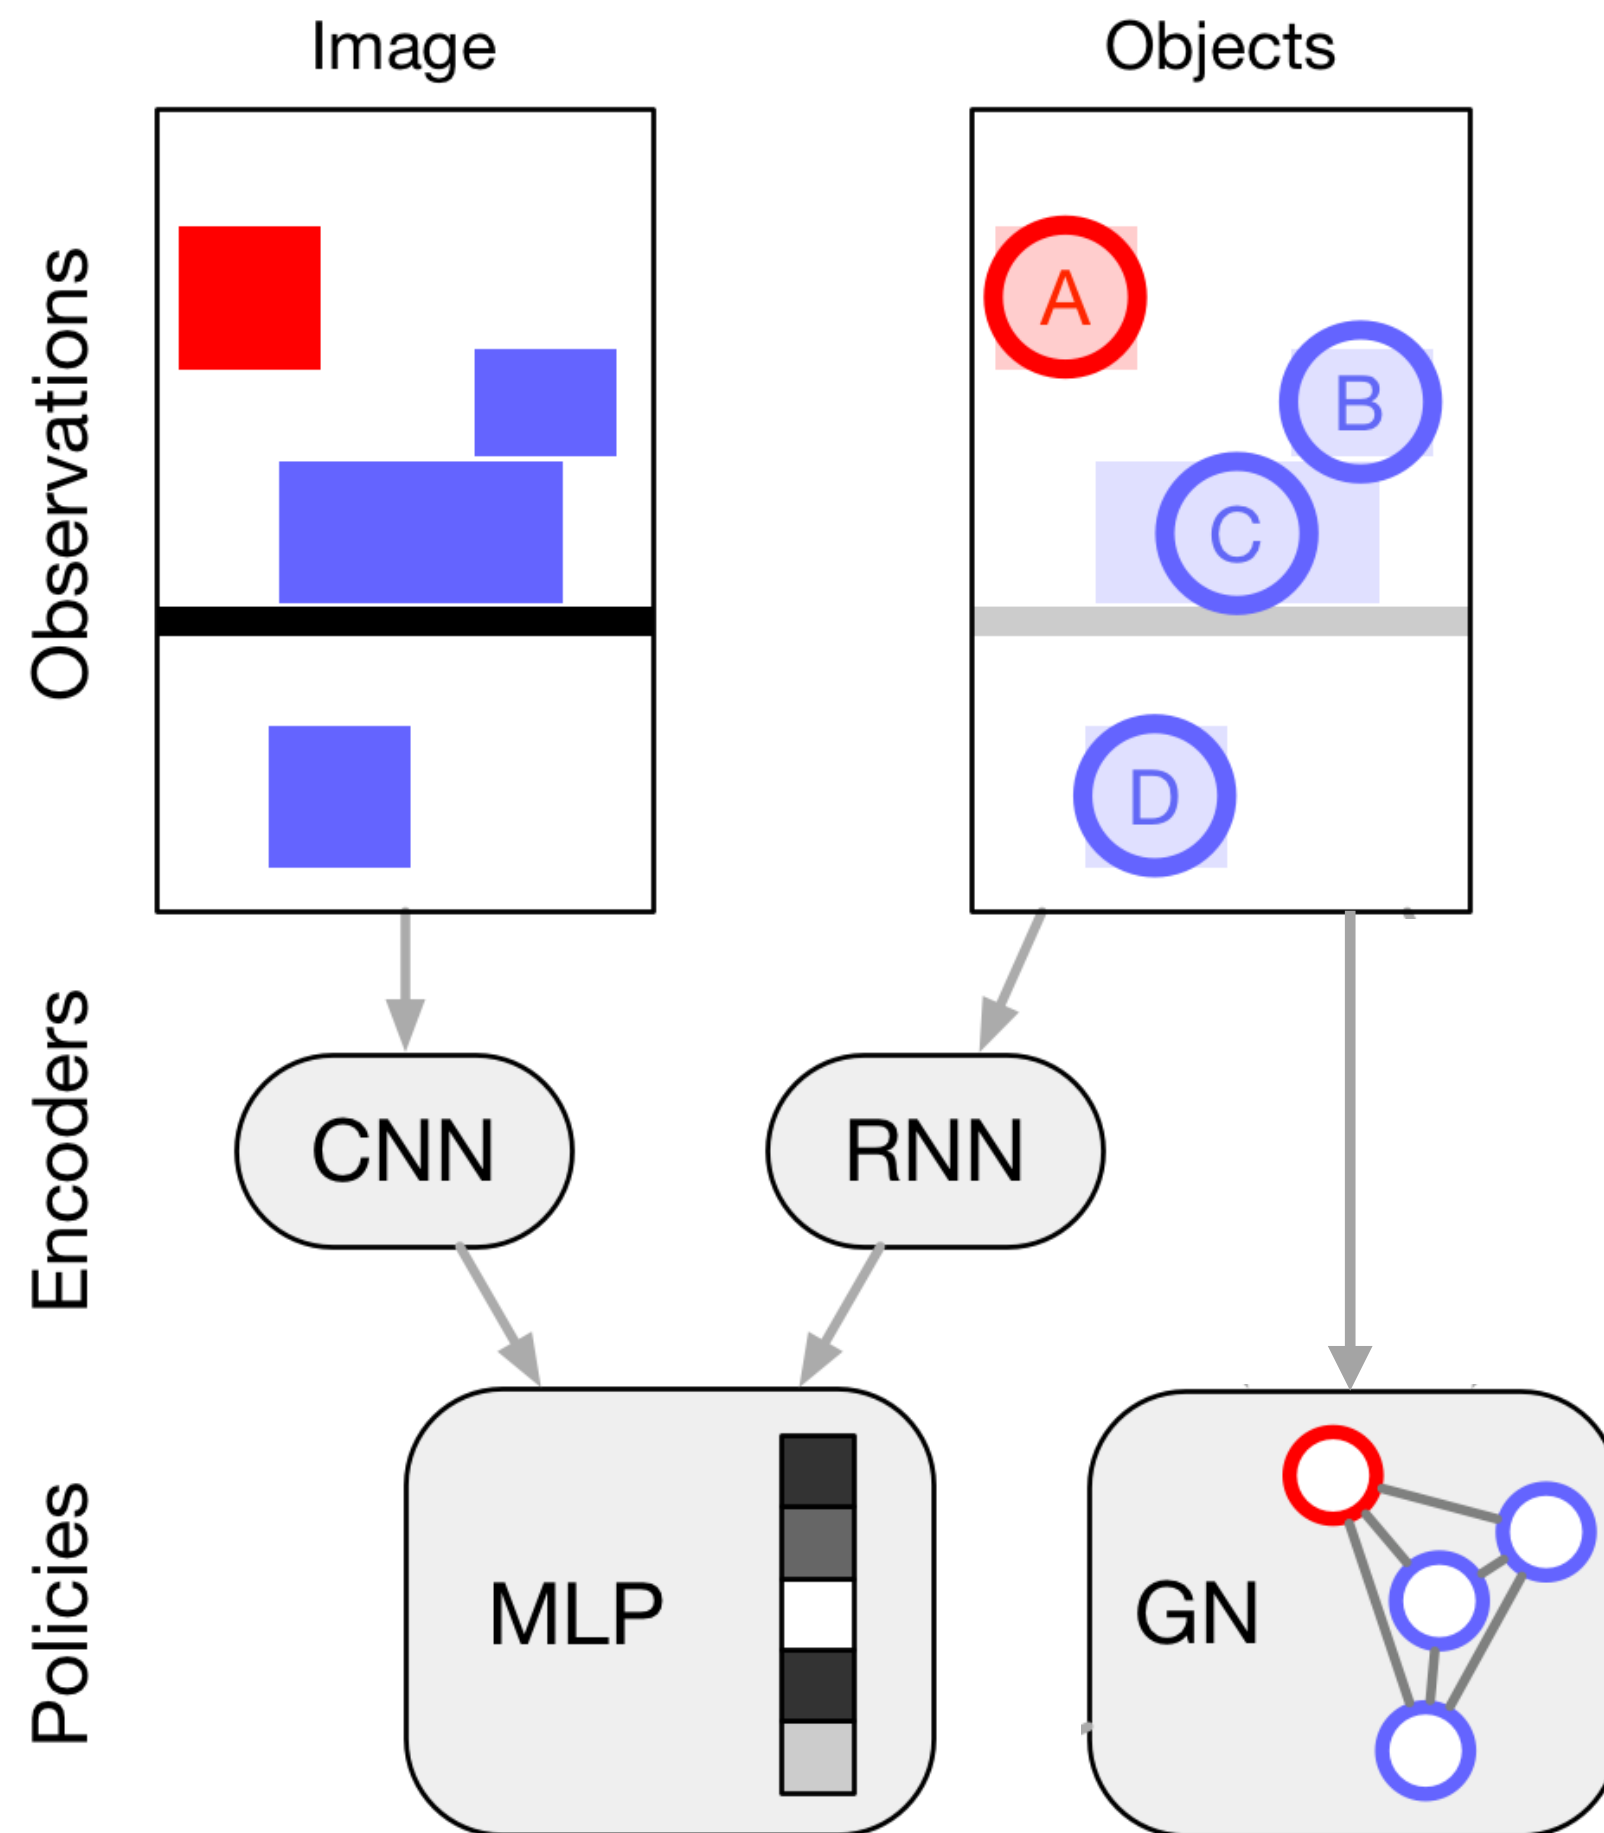 Image
Objects
Observations
A
B
C
D
Encoders
CNN
RNN
Policies
MLP
GN